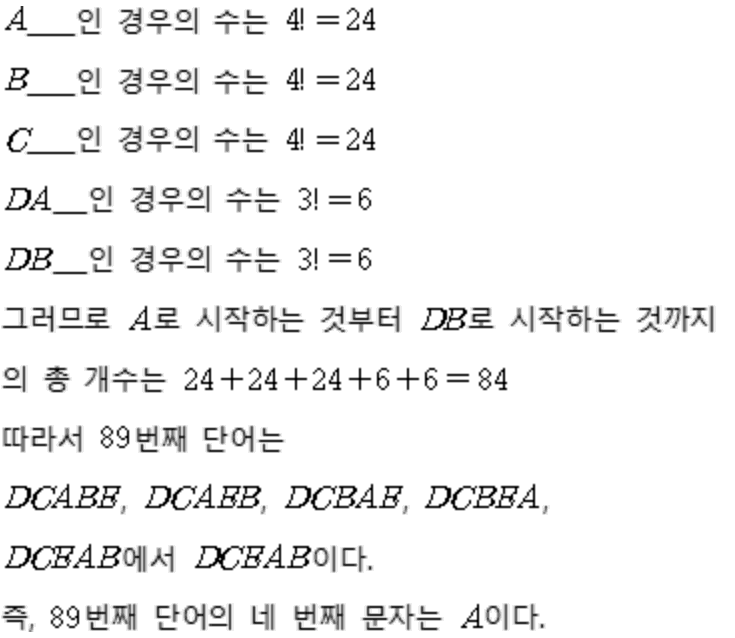 A___인 경우의 수는 4!=24
B___인 경우의 수는 4!=24
C___인 경우의 수는 4!=24
DA__인 경우의 수는 3!=6
DB__인 경우의 수는 3!=6
그러므로 A로 시작하는 것부터 DB로 시작하는 것까지
의 총 개수는 24+24+24+6+6=84
따라서 89번째 단어는
DCABE, DCAEB, DCBAE, DCBEA,
DCEAB에서 DCEAB이다.
즉, 89번째 단어의 네 번째 문자는 A이다.